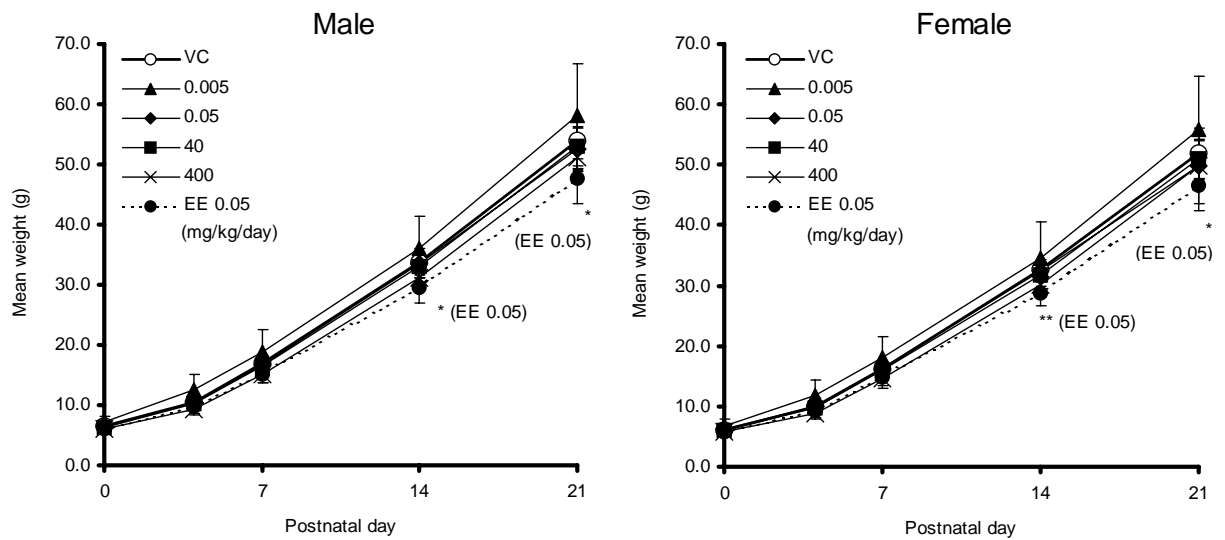 Male
70.0
60.0
50.0
40.0
30.0
20.0
10.0
0.0
Mean weight (g)
VC
0.005
0.05
40
400
EE 0.05
(mg/kg/day)
*
(EE 0.05)
* (EE 0.05)
0 7 14 21
Postnatal day
Female
70.0
60.0
50.0
40.0
30.0
20.0
10.0
0.0
Mean weight (g)
VC
0.005
0.05
40
400
EE 0.05
(mg/kg/day)
*
(EE 0.05)
** (EE 0.05)
0 7 14 21
Postnatal day